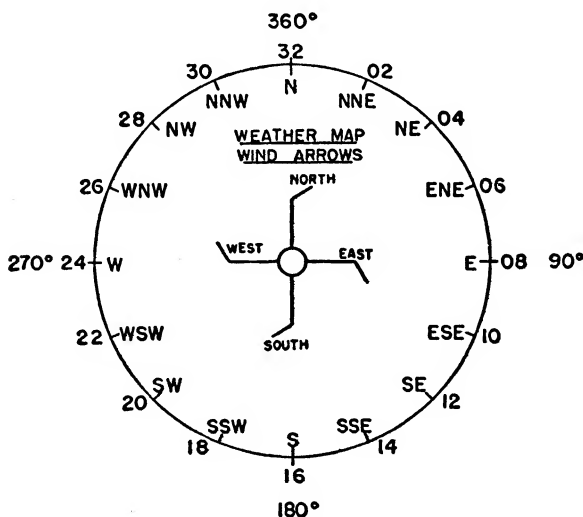 360°
32
30 N 02
NNW NNE
28 NW NE 04
WEATHER MAP
WIND ARROWS
26 WNW NORTH ENE 06
270° 24 W WEST EAST E 08 90°
22 WSW SOUTH ESE 10
20 SW SE 12
SSW S SSE
18 16 14
180°